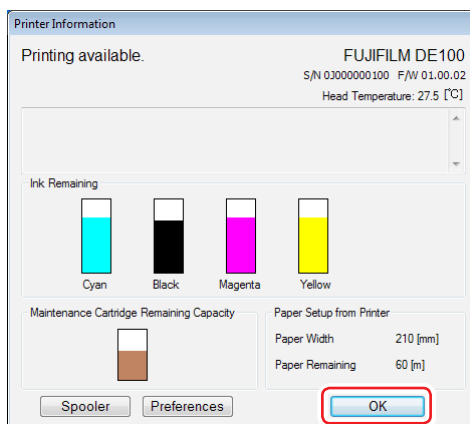 Printer Information
Printing available.
FUJIFILM DE100
S/N 0J000000100 F/W 01.00.02
Head Temperature: 27.5 [℃]
Ink Remaining
Cyan Black Magenta Yellow
Maintenance Cartridge Remaining Capacity
Paper Setup from Printer
Paper Width 210 [mm]
Paper Remaining 60 [m]
Spooler Preferences OK